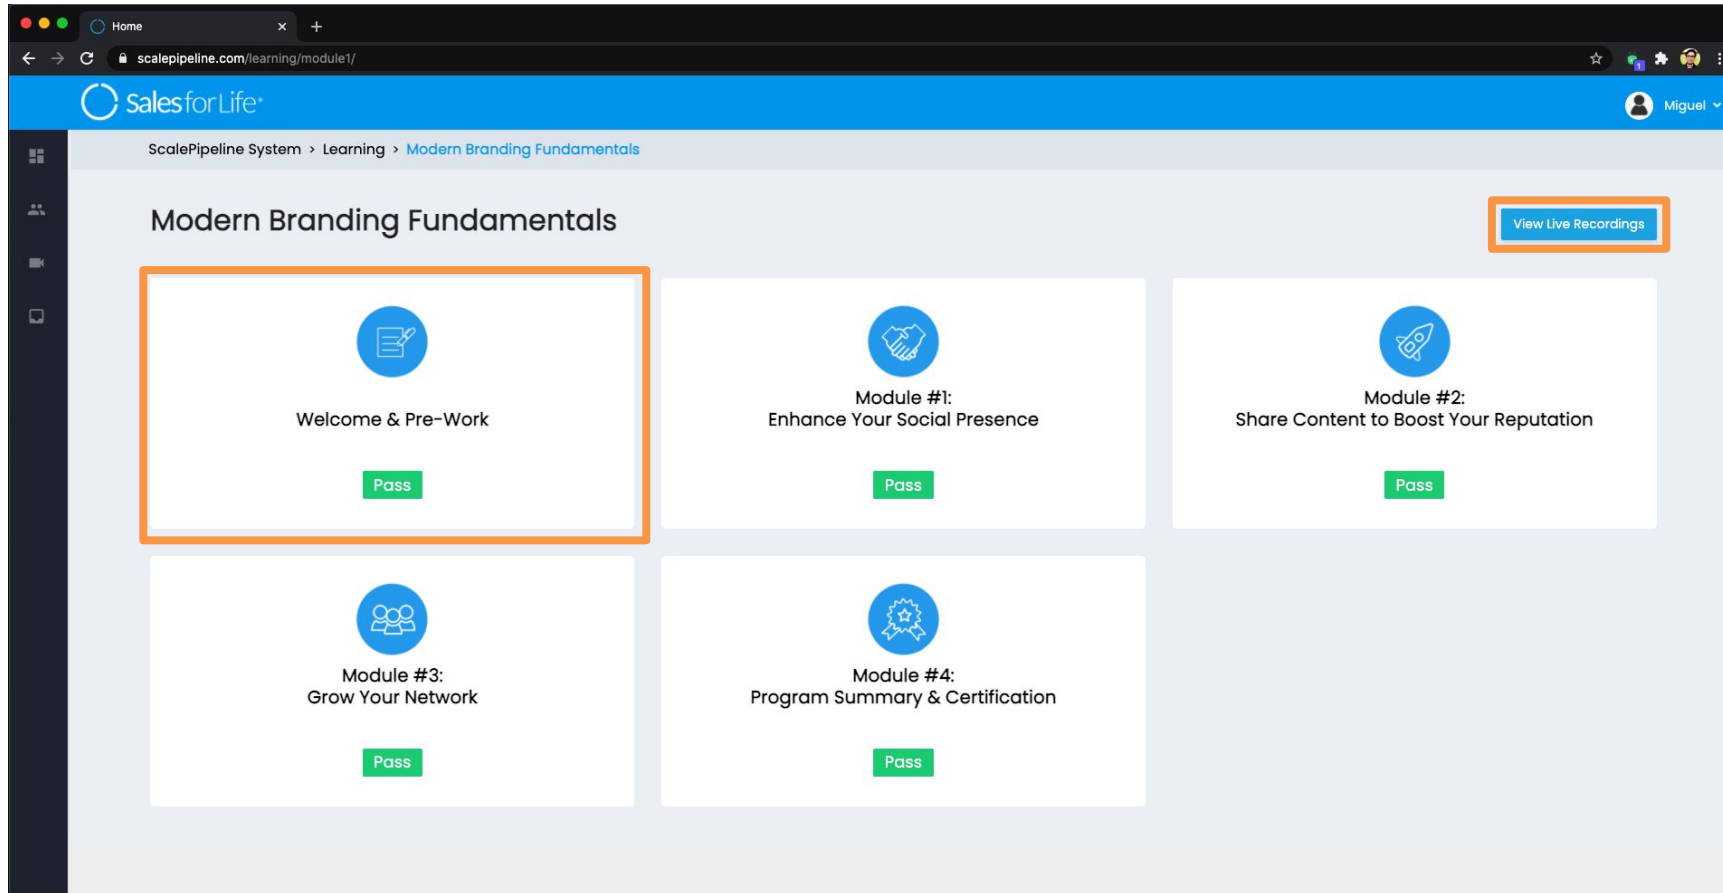 Home
scalepipeline.com/learning/module1/
1
Sales for Life
Miguel
ScalePipeline System > Learning > Modern Branding Fundamentals
Modern Branding Fundamentals
View Live Recordings
Welcome & Pre-Work
Pass
Module #1:
Enhance Your Social Presence
Pass
Module #2:
Share Content to Boost Your Reputation
Pass
Module #3:
Grow Your Network
Pass
Module #4:
Program Summary & Certification
Pass